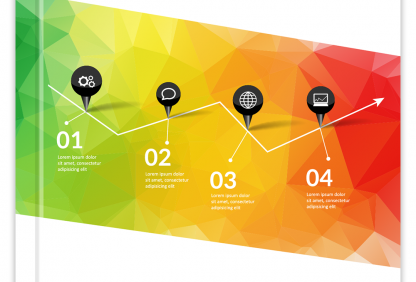 01
Lorem ipsum dolor
sit amet, consectetur
adipiscing elit
02
Lorem ipsum dolor
sit amet, consectetur
adipiscing elit
03
Lorem ipsum dolor
sit amet, consectetur
adipiscing elit
04
Lorem ipsum dolor
sit amet, consectetur
adipiscing elit